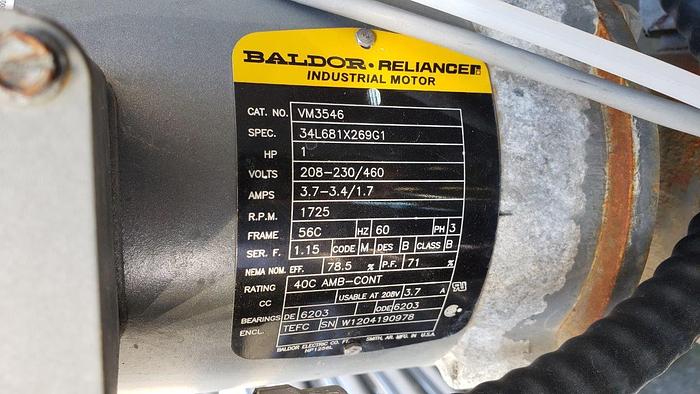 BALDOR • RELIANCER
INDUSTRIAL MOTOR
CAT. NO. VM3546
SPEC. 34L681X269G1
HP 1
VOLTS 208-230/460
AMPS 3.7-3.4/1.7
R.P.M. 1725
FRAME 56C HZ 60 PH 3
SER. F. 1.15 CODE M DES B CLASS B
NEMA NOM. EFF. 78.5 % P.F. 71 %
RATING 40C AMB-CONT
CC USABLE AT 208V 3.7 A
BEARINGS DE 6203 ODE 6203
ENCL. TEFC SN W1204190978
BALDOR ELECTRIC CO. FT. SMITH, AR. MFG. IN U.S.A.